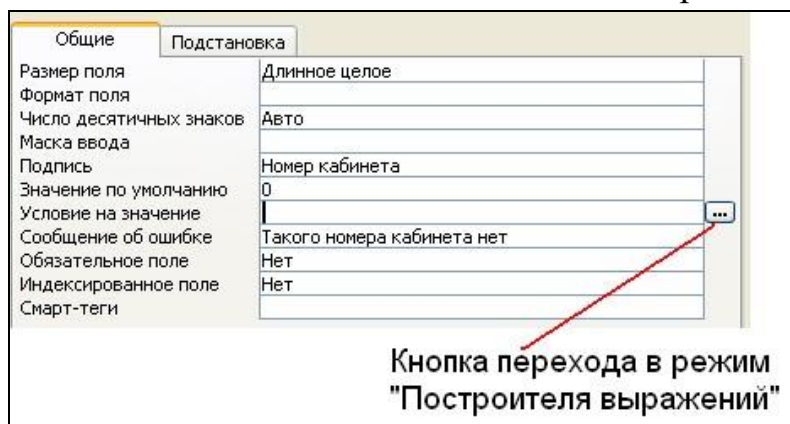 Общие Подстановка
Размер поля Длинное целое
Формат поля
Число десятичных знаков Авто
Маска ввода
Подпись Номер кабинета
Значение по умолчанию 0
Условие на значение ...
Сообщение об ошибке Такого номера кабинета нет
Обязательное поле Нет
Индексированное поле Нет
Смарт-теги
Кнопка перехода в режим
"Построителя выражений"